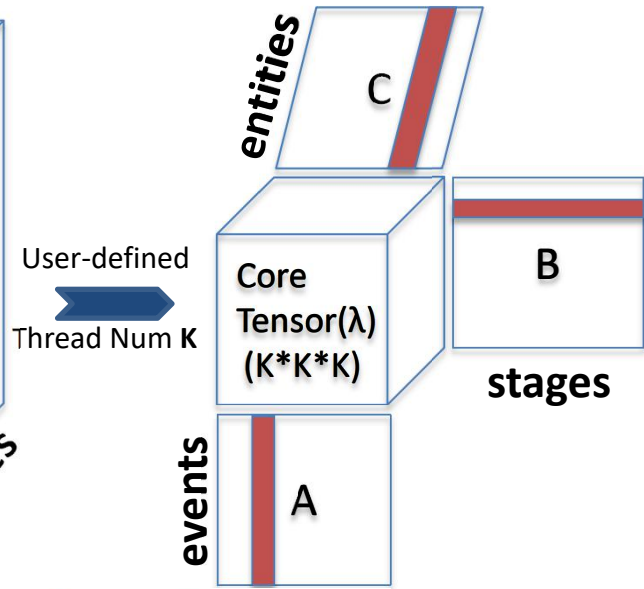 entities
C
User-defined
Thread Num K
Core
Tensor(λ)
(K*K*K)
B
stages
events
A